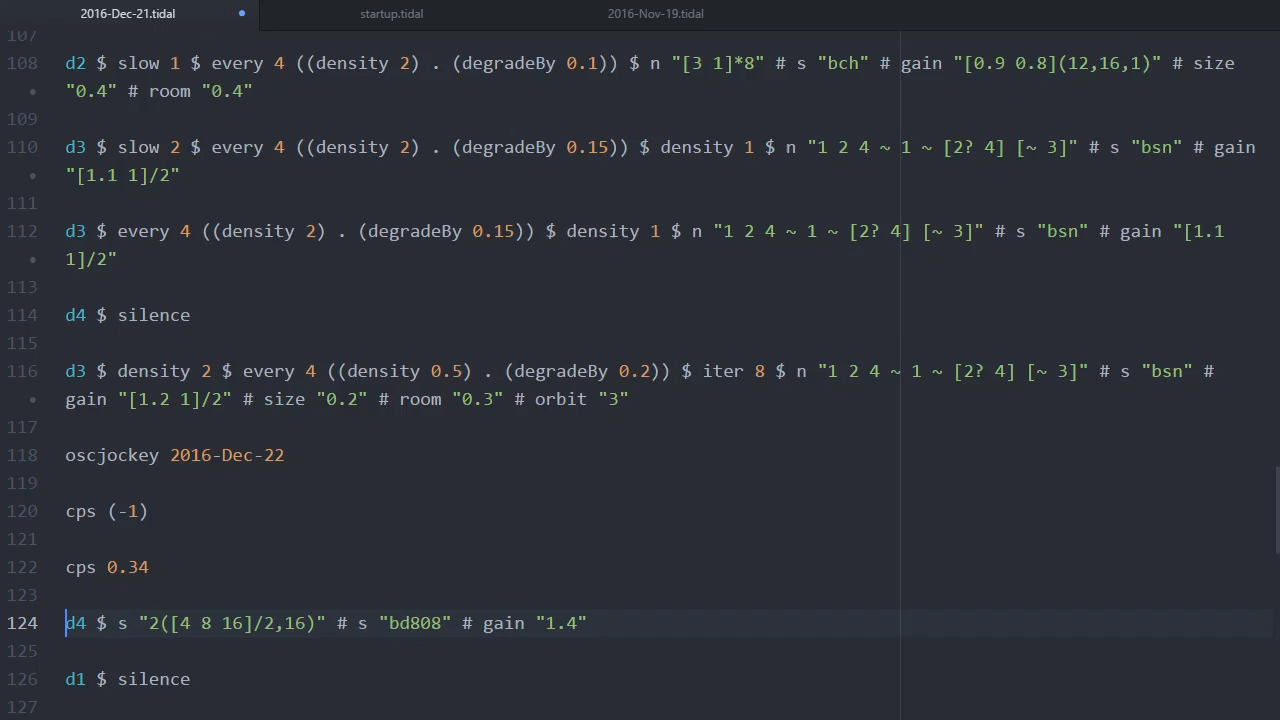 2016-Dec-21.tidal startup.tidal 2016-Nov-19.tidal
107
108 d2 $ slow 1 $ every 4 ((density 2) . (degradeBy 0.1)) $ n "[3 1]*8" # s "bch" # gain "[0.9 0.8](12,16,1)" # size
• "0.4" # room "0.4"
109
110 d3 $ slow 2 $ every 4 ((density 2) . (degradeBy 0.15)) $ density 1 $ n "1 2 4 ~ 1 ~ [2? 4] [~ 3]" # s "bsn" # gain
• "[1.1 1]/2"
111
112 d3 $ every 4 ((density 2) . (degradeBy 0.15)) $ density 1 $ n "1 2 4 ~ 1 ~ [2? 4] [~ 3]" # s "bsn" # gain "[1.1
• 1]/2"
113
114 d4 $ silence
115
116 d3 $ density 2 $ every 4 ((density 0.5) . (degradeBy 0.2)) $ iter 8 $ n "1 2 4 ~ 1 ~ [2? 4] [~ 3]" # s "bsn" #
• gain "[1.2 1]/2" # size "0.2" # room "0.3" # orbit "3"
117
118 oscjockey 2016-Dec-22
119
120 cps (-1)
121
122 cps 0.34
123
124 d4 $ s "2([4 8 16]/2,16)" # s "bd808" # gain "1.4"
125
126 d1 $ silence
127